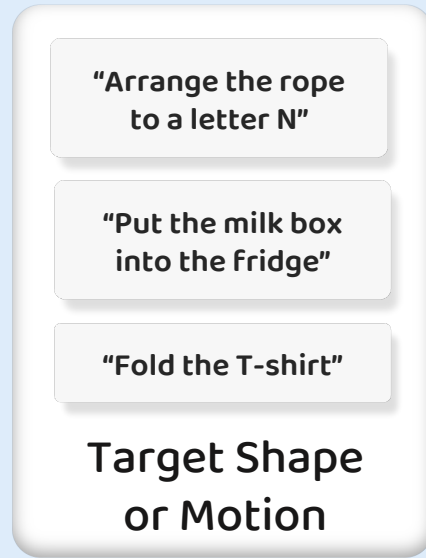 “Arrange the rope
to a letter N”
“Put the milk box
into the fridge”
“Fold the T-shirt”
Target Shape
or Motion